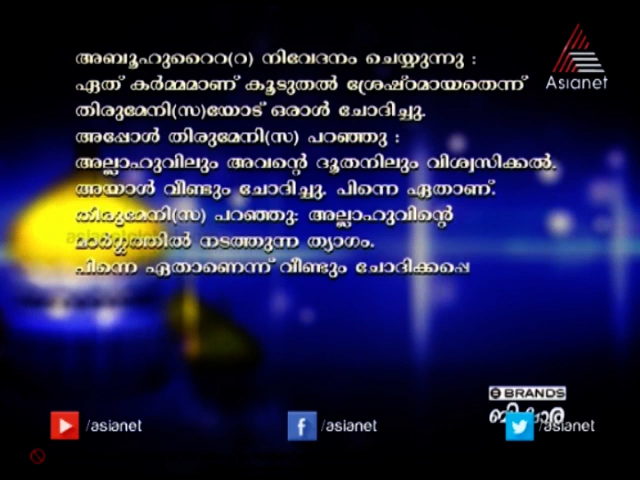 അബൂഹുറൈറ(റ) നിവേദനം ചെയ്യുന്നു :
Asianet
ഏത് കർമ്മമാണ് കൂടുതൽ ശ്രേഷ്ഠമായതെന്ന്
തിരുമേനി(സ)യോട് ഒരാൾ ചോദിച്ചു.
അപ്പോൾ തിരുമേനി(സ) പറഞ്ഞു :
അല്ലാഹുവിലും അവന്റെ ദൂതനിലും വിശ്വസിക്കൽ.
അയാൾ വീണ്ടും ചോദിച്ചു. പിന്നെ ഏതാണ്.
തിരുമേനി(സ) പറഞ്ഞു: അല്ലാഹുവിന്റെ
മാർഗ്ഗത്തിൽ നടത്തുന്ന ത്യാഗം.
പിന്നെ ഏതാണെന്ന് വീണ്ടും ചോദിക്കപ്പെ
e BRANDS
/asianet
/asianet
/asianet